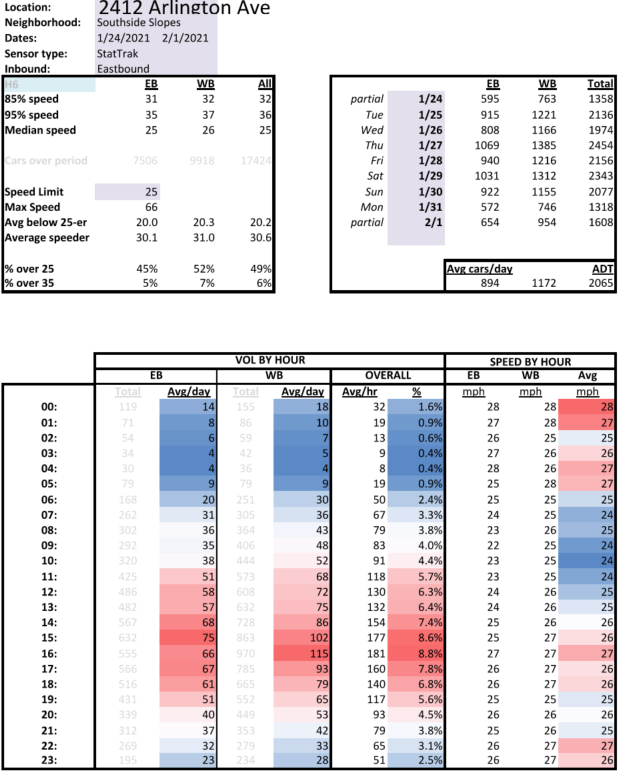 Location: 2412 Arlington Ave
Neighborhood: Southside Slopes
Dates: 1/24/2021 2/1/2021
Sensor type: StatTrak
Inbound: Eastbound
H6 EB WB All
85% speed 31 32 32
95% speed 35 37 36
Median speed 25 26 25
Cars over period 7506 9918 17424
Speed Limit 25
Max Speed 66
Avg below 25-er 20.0 20.3 20.2
Average speeder 30.1 31.0 30.6
% over 25 45% 52% 49%
% over 35 5% 7% 6%
EB WB Total
partial 1/24 595 763 1358
Tue 1/25 915 1221 2136
Wed 1/26 808 1166 1974
Thu 1/27 1069 1385 2454
Fri 1/28 940 1216 2156
Sat 1/29 1031 1312 2343
Sun 1/30 922 1155 2077
Mon 1/31 572 746 1318
partial 2/1 654 954 1608
Avg cars/day ADT
894 1172 2065
VOL BY HOUR SPEED BY HOUR
EB WB OVERALL EB WB Avg
Total Avg/day Total Avg/day Avg/hr % mph mph mph
00: 119 14 155 18 32 1.6% 28 28 28
01: 71 8 86 10 19 0.9% 27 28 27
02: 54 6 59 7 13 0.6% 26 25 25
03: 34 4 42 5 9 0.4% 27 26 26
04: 30 4 36 4 8 0.4% 28 26 27
05: 79 9 79 9 19 0.9% 25 28 27
06: 168 20 251 30 50 2.4% 25 25 25
07: 262 31 305 36 67 3.3% 24 25 24
08: 302 36 364 43 79 3.8% 23 26 25
09: 292 35 406 48 83 4.0% 22 25 24
10: 320 38 444 52 91 4.4% 23 25 24
11: 425 51 573 68 118 5.7% 23 25 24
12: 486 58 608 72 130 6.3% 24 26 25
13: 482 57 632 75 132 6.4% 24 26 25
14: 567 68 728 86 154 7.4% 25 26 26
15: 632 75 863 102 177 8.6% 25 27 26
16: 555 66 970 115 181 8.8% 27 27 27
17: 566 67 785 93 160 7.8% 26 27 26
18: 516 61 665 79 140 6.8% 26 27 26
19: 431 51 552 65 117 5.6% 25 25 25
20: 339 40 449 53 93 4.5% 26 26 26
21: 312 37 353 42 79 3.8% 25 26 25
22: 269 32 279 33 65 3.1% 26 27 27
23: 195 23 234 28 51 2.5% 26 27 26